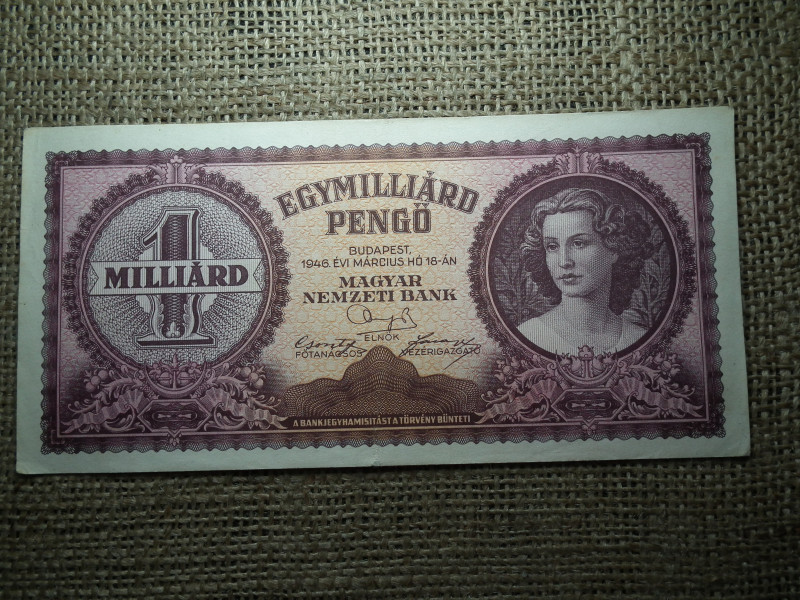 1
MILLIÁRD
EGYMILLIÁRD
PENGŐ
BUDAPEST,
1946. ÉVI MÁRCIUS HÓ 18-ÁN
MAGYAR
NEMZETI BANK
ELNÖK
FŐTANÁCSOS
VEZÉRIGAZGATÓ
A BANKJEGYHAMISITÁST A TÖRVÉNY BÜNTETI